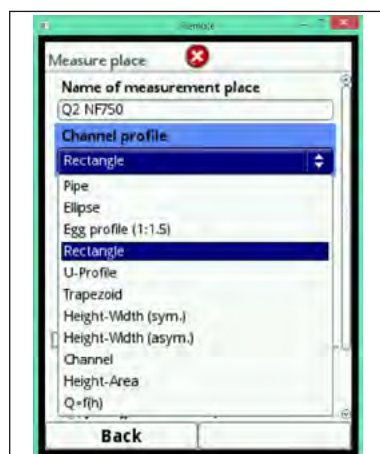 Remote
Measure place
Name of measurement place
Q2 NF750
Channel profile
Rectangle
Pipe
Ellipse
Egg profile (1:1.5)
Rectangle
U-Profile
Trapezoid
Height-Width (sym.)
Height-Width (asym.)
Channel
Height-Area
Q=f(h)
Back